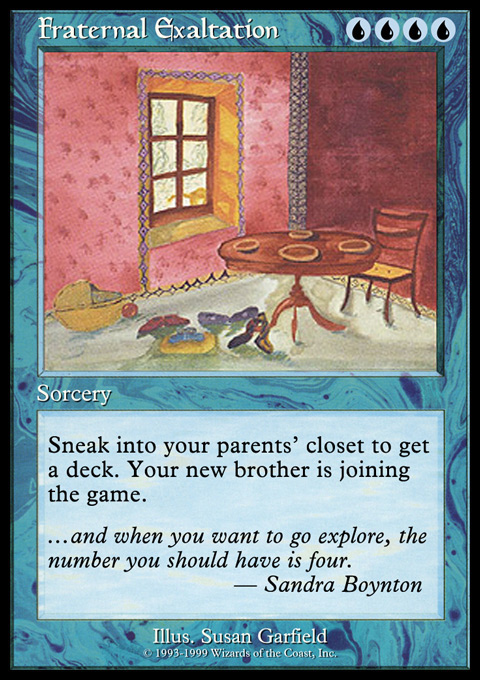 Fraternal Exaltation
Sorcery
Sneak into your parents’ closet to get
a deck. Your new brother is joining
the game.
...and when you want to go explore, the
number you should have is four.
— Sandra Boynton
Illus. Susan Garfield
© 1993-1999 Wizards of the Coast, Inc.